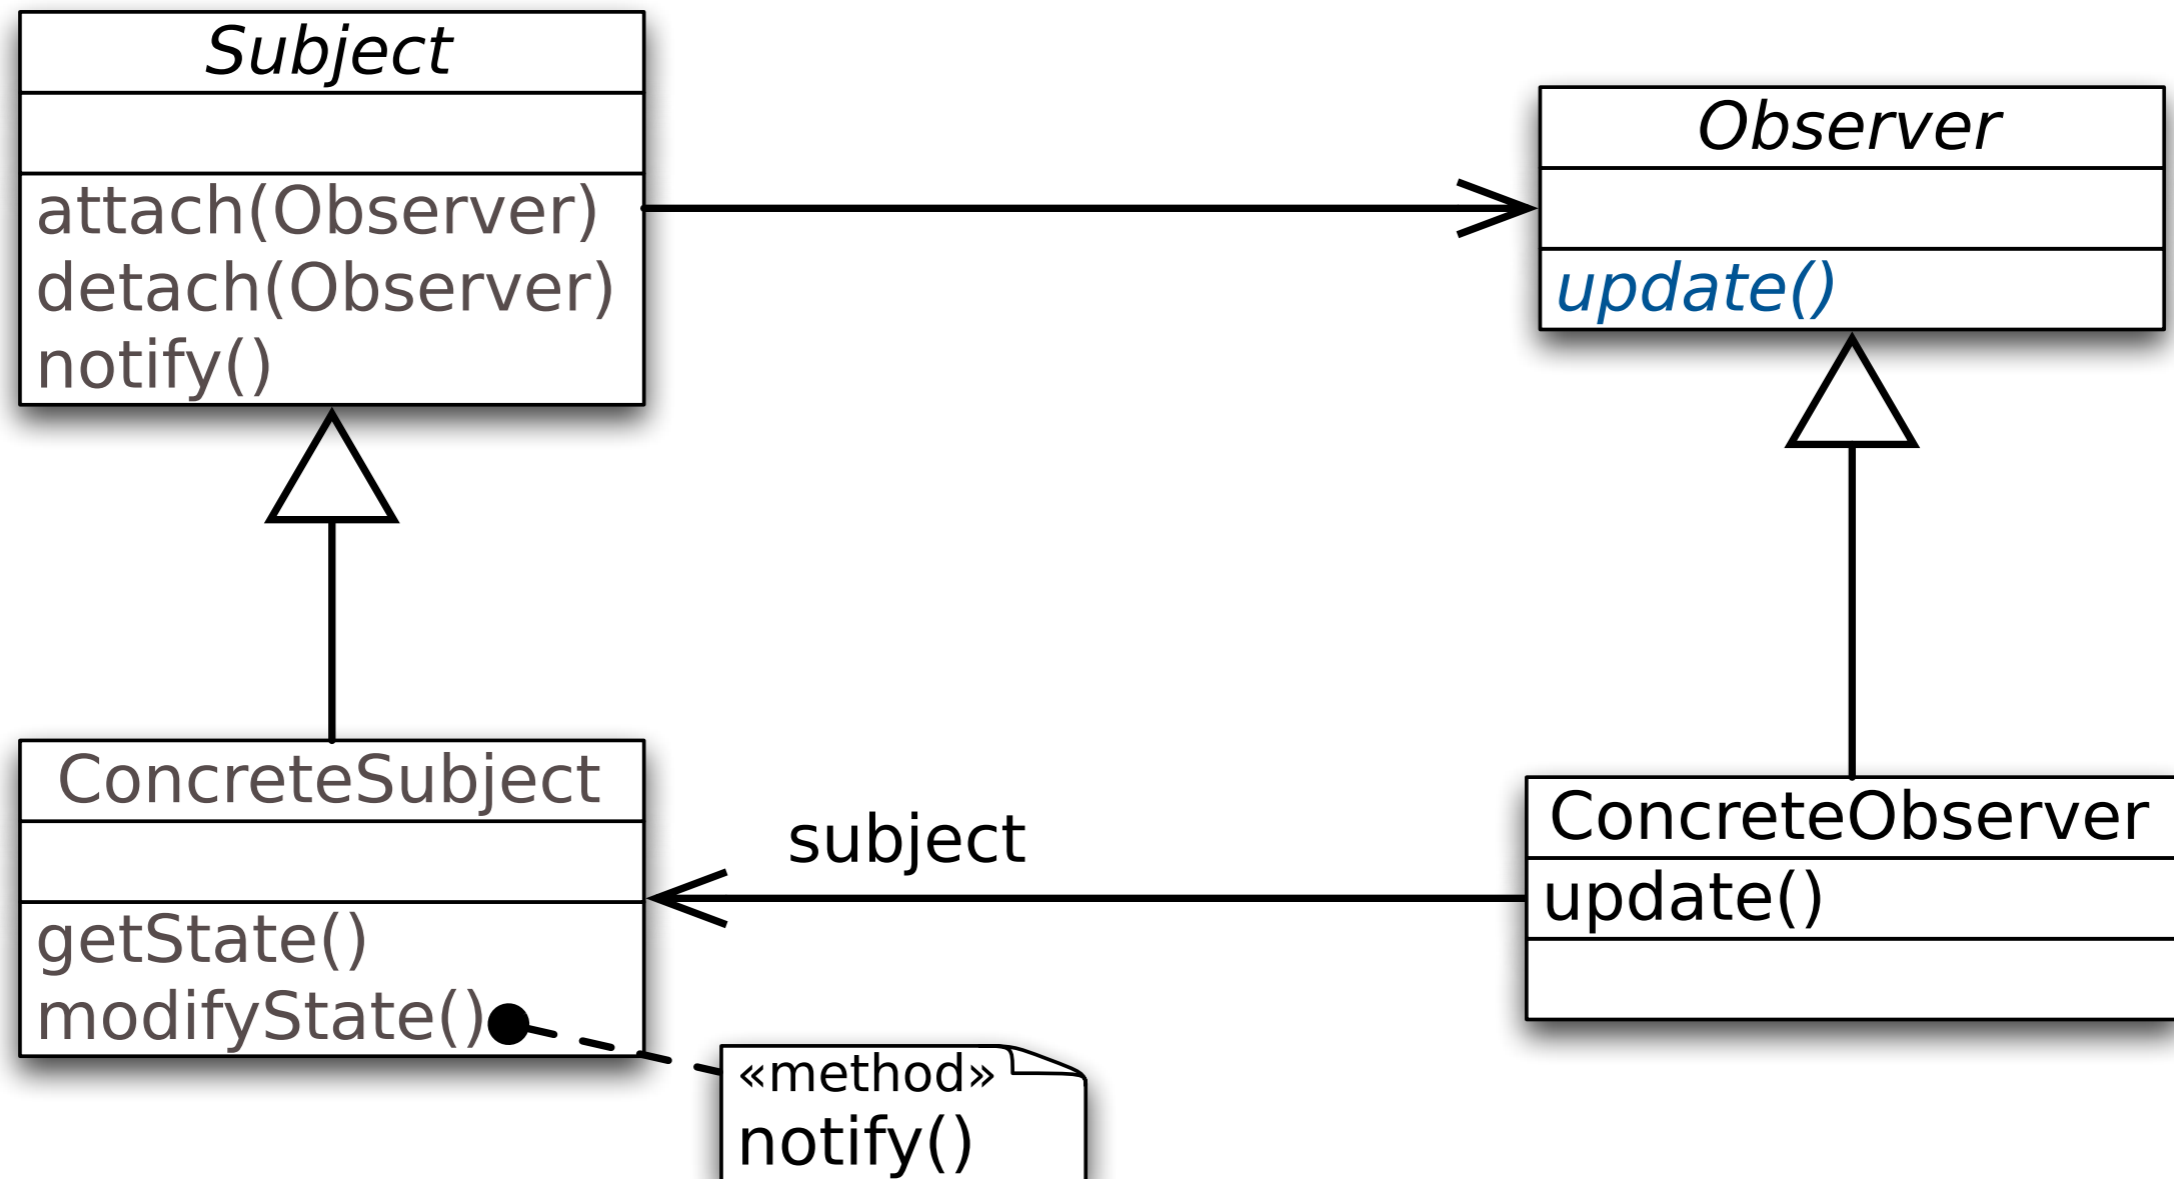 Subject
attach(Observer)
detach(Observer)
notify()
Observer
update()
ConcreteSubject
getState()
modifyState()
subject
ConcreteObserver
update()
«method»
notify()